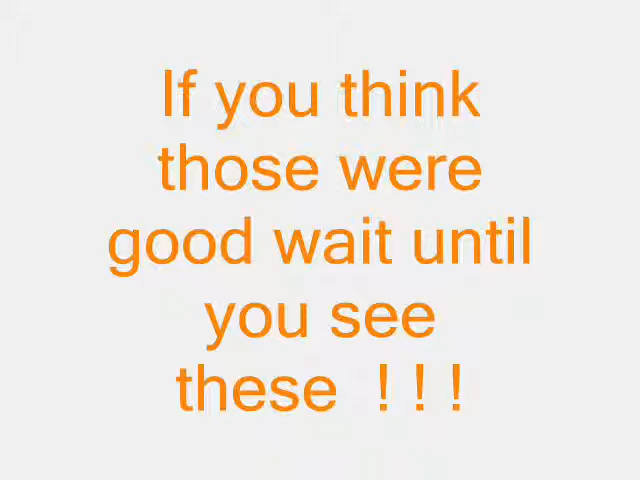 If you think
those were
good wait until
you see
these  ! ! !